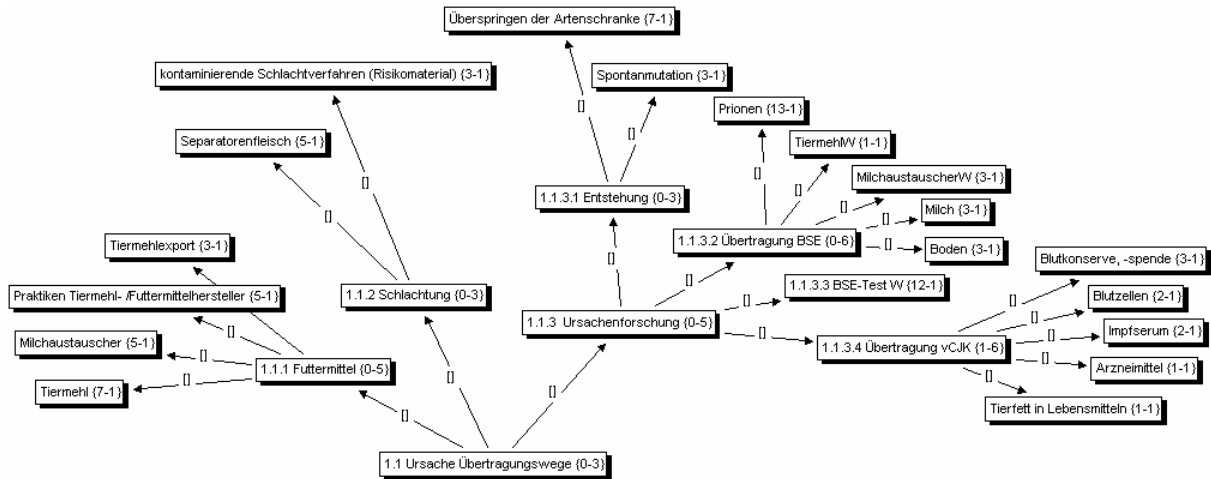 Überspringen der Artenschranke {7-1}
kontaminierende Schlachtverfahren (Risikomaterial) {3-1}
Spontanmutation {3-1}
[]
[]
Prionen {13-1}
Separatorenfleisch {5-1}
[]
TiermehlW {1-1}
[]
[]
[]
MilchaustauscherW {3-1}
[]
1.1.3.1 Entstehung {0-3}
[]
[]
Milch {3-1}
Tiermehlexport {3-1}
1.1.3.2 Übertragung BSE {0-6}
[]
Boden {3-1}
[]
Blutkonserve, -spende {3-1}
[]
1.1.3.3 BSE-Test W {12-1}
[]
Praktiken Tiermehl- /Futtermittelhersteller {5-1}
1.1.2 Schlachtung {0-3}
[]
[]
Blutzellen {2-1}
[]
[]
1.1.3 Ursachenforschung {0-5}
[]
Impfserum {2-1}
Milchaustauscher {5-1}
[]
[]
1.1.3.4 Übertragung vCJK {1-6}
[]
1.1.1 Futtermittel {0-5}
[]
Arzneimittel {1-1}
Tiermehl {7-1}
[]
[]
[]
[]
[]
Tierfett in Lebensmitteln {1-1}
1.1 Ursache Übertragungswege {0-3}